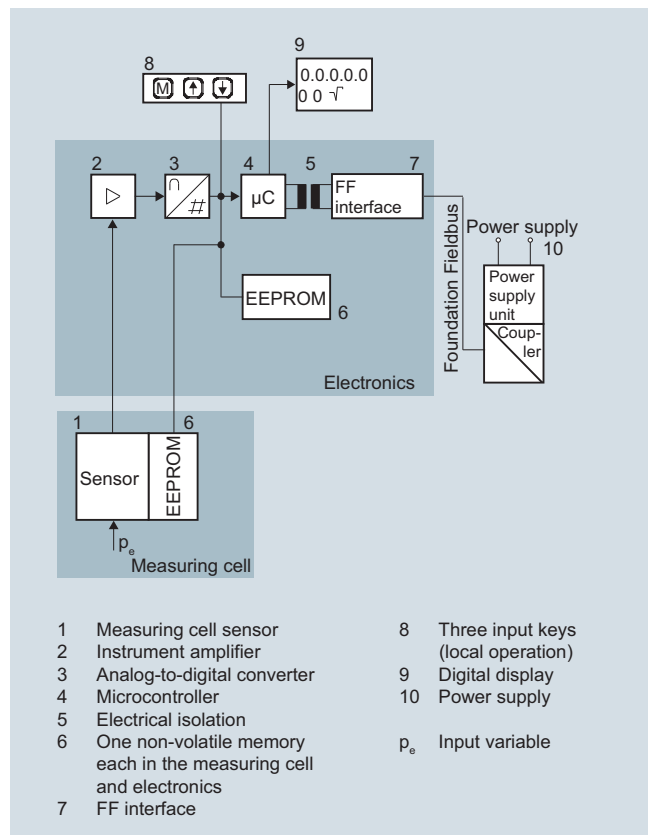 8
9
M
0.0.0.0.0
0 0 √
2
3
4
5
7
∩
#
µC
FF
interface
Foundation Fieldbus
Power supply
10
Power
supply
unit
Coup-
ler
EEPROM
6
Electronics
1
6
Sensor
EEPROM
pe
Measuring cell
1 Measuring cell sensor
2 Instrument amplifier
3 Analog-to-digital converter
4 Microcontroller
5 Electrical isolation
6 One non-volatile memory
each in the measuring cell
and electronics
7 FF interface
8 Three input keys
(local operation)
9 Digital display
10 Power supply
pe Input variable